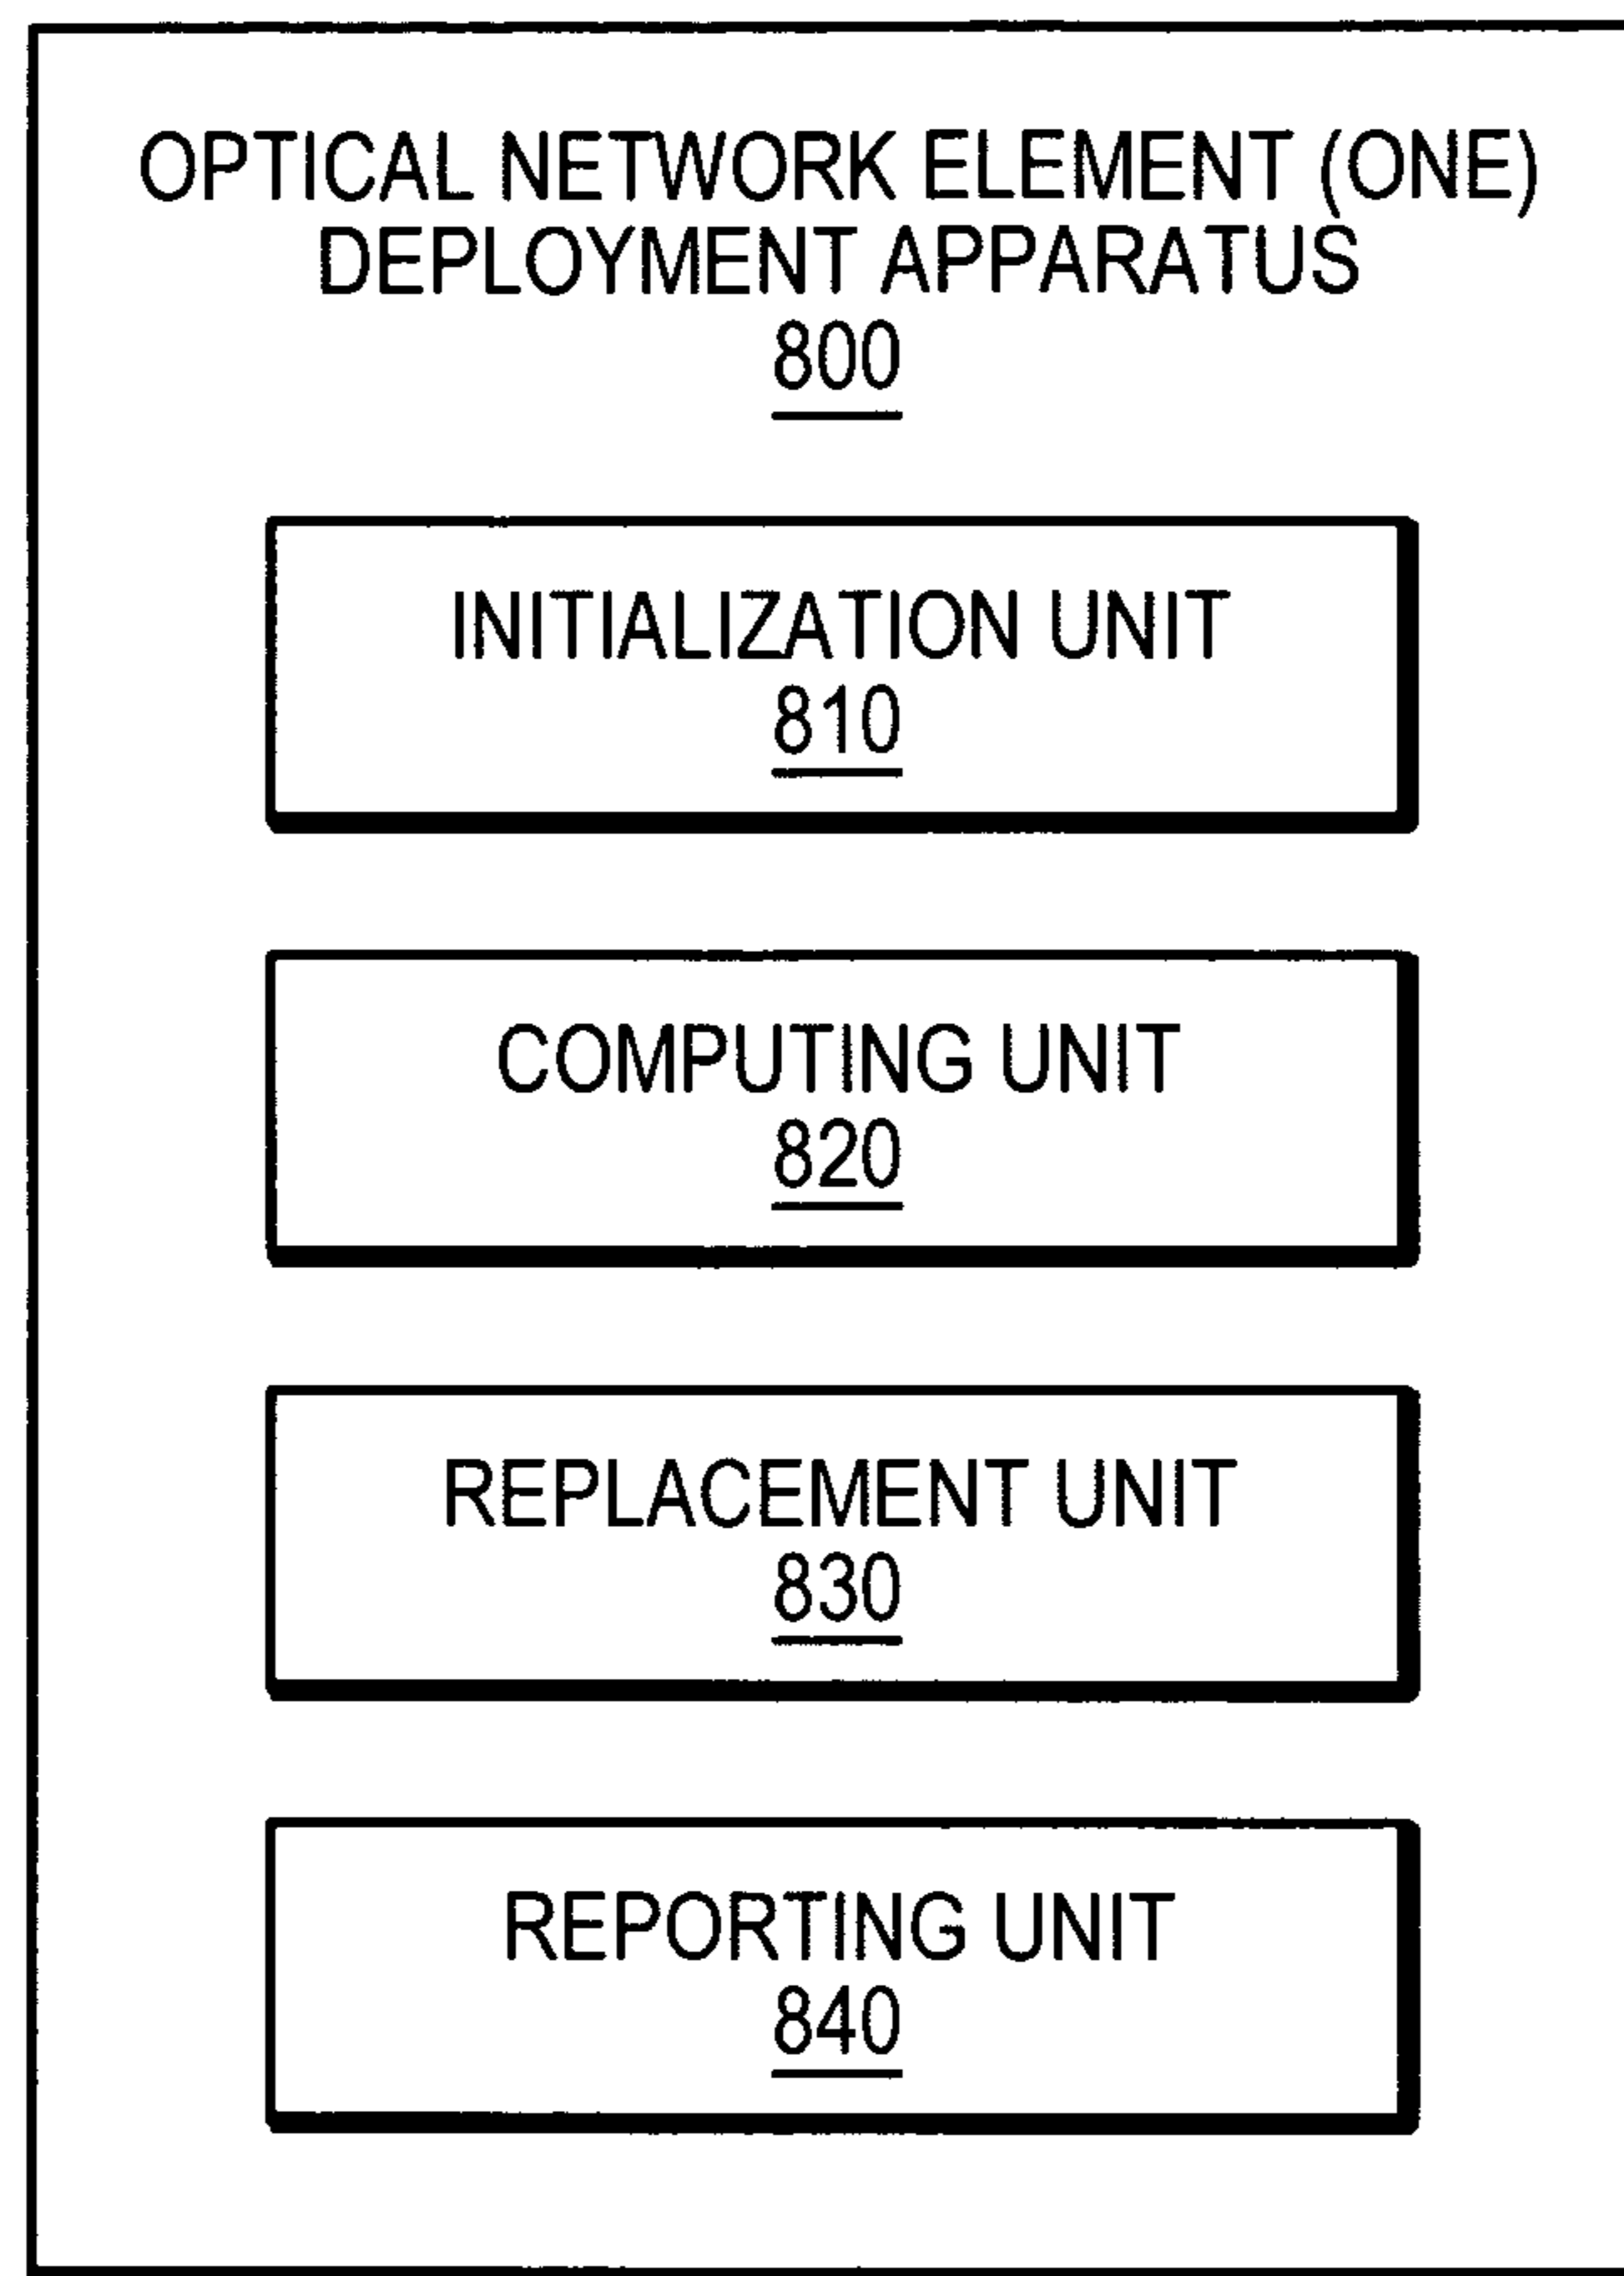 OPTICAL NETWORK ELEMENT (ONE)
DEPLOYMENT APPARATUS
800
INITIALIZATION UNIT
810
COMPUTING UNIT
820
REPLACEMENT UNIT
830
REPORTING UNIT
840